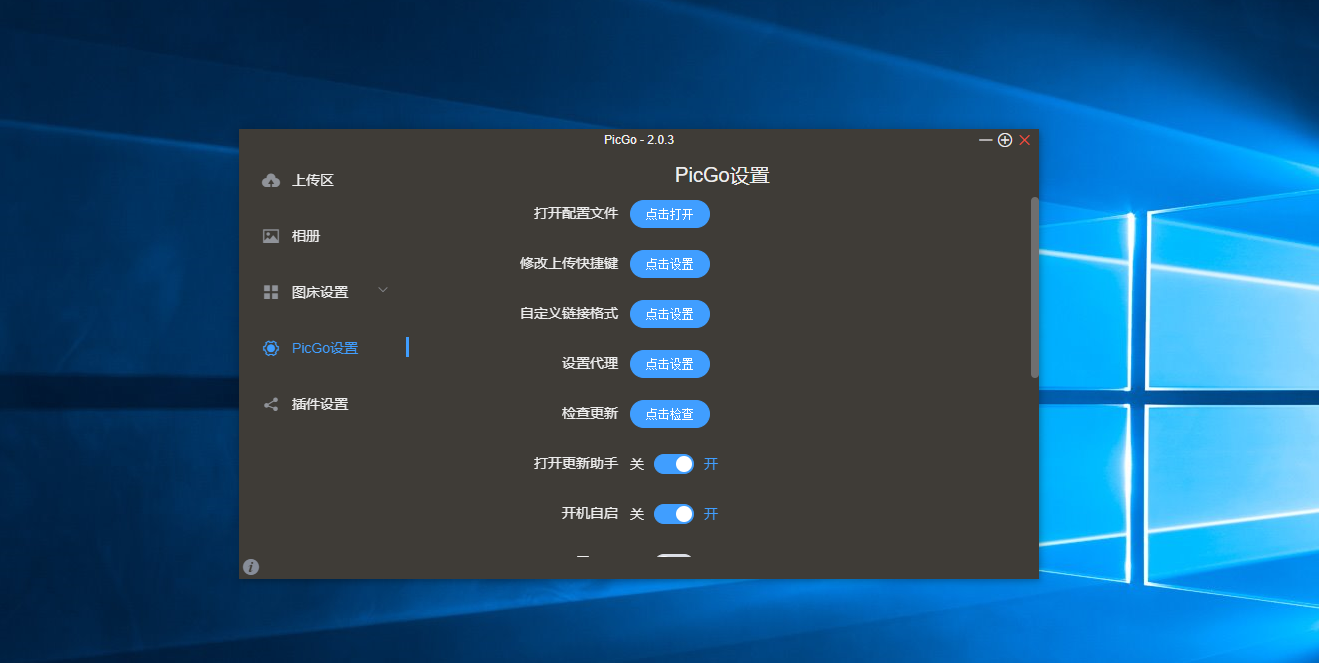 PicGo - 2.0.3
上传区
相册
图床设置
PicGo设置
插件设置
PicGo设置
打开配置文件 点击打开
修改上传快捷键 点击设置
自定义链接格式 点击设置
设置代理 点击设置
检查更新 点击检查
打开更新助手 关 开
开机自启 关 开